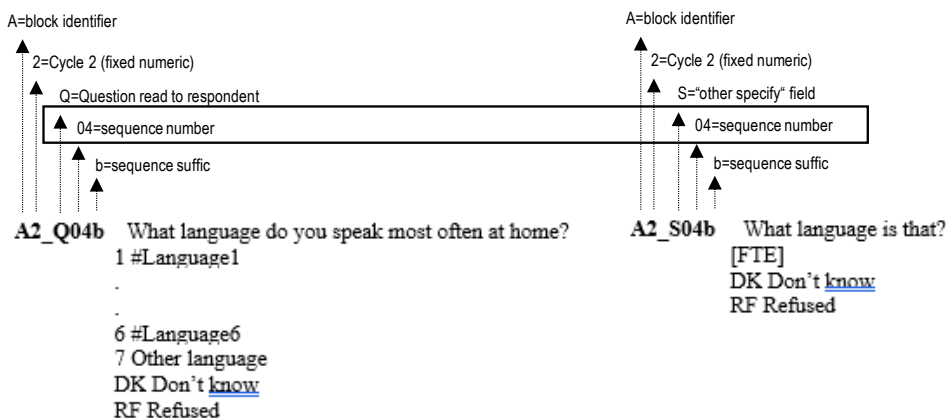 A=block identifier
2=Cycle 2 (fixed numeric)
Q=Question read to respondent
04=sequence number
b=sequence suffic
A2_Q04b What language do you speak most often at home?
1 #Language1
.
.
6 #Language6
7 Other language
DK Don't know
RF Refused
A=block identifier
2=Cycle 2 (fixed numeric)
S="other specify" field
04=sequence number
b=sequence suffic
A2_S04b What language is that?
[FTE]
DK Don't know
RF Refused